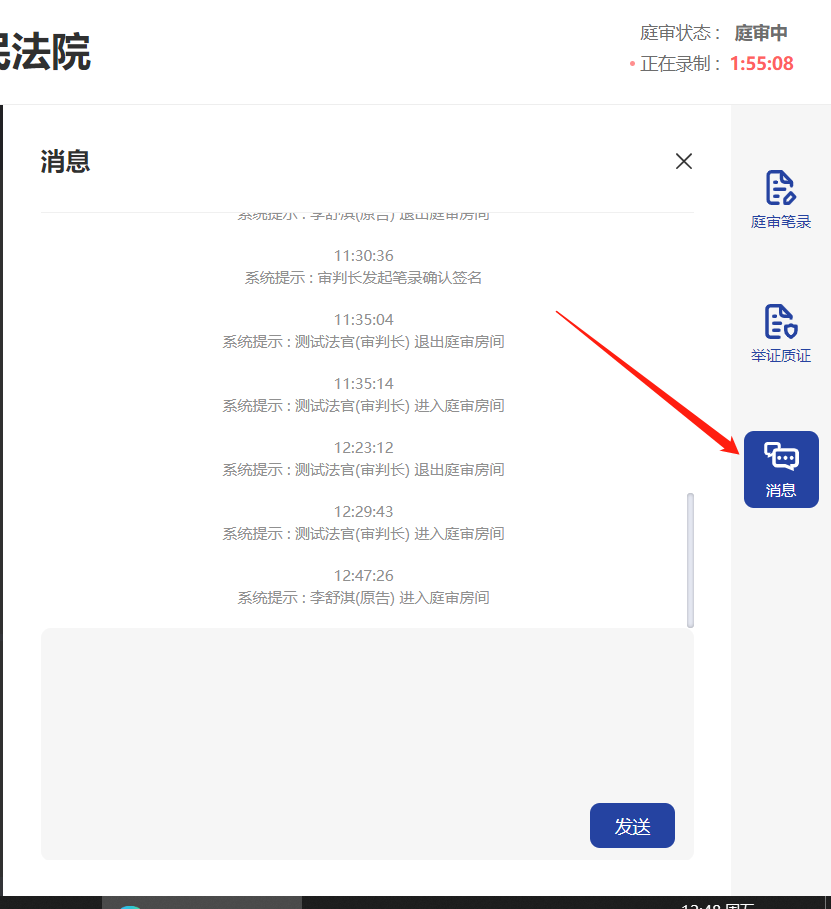 民法院
庭审状态： 庭审中
正在录制： 1:55:08
消息
系统提示 : 李舒淇(原告) 退出庭审房间
11:30:36
系统提示 : 审判长发起笔录确认签名
11:35:04
系统提示 : 测试法官(审判长) 退出庭审房间
11:35:14
系统提示 : 测试法官(审判长) 进入庭审房间
12:23:12
系统提示 : 测试法官(审判长) 退出庭审房间
12:29:43
系统提示 : 测试法官(审判长) 进入庭审房间
12:47:26
系统提示 : 李舒淇(原告) 进入庭审房间
发送
庭审笔录
举证质证
消息
12:48 周五